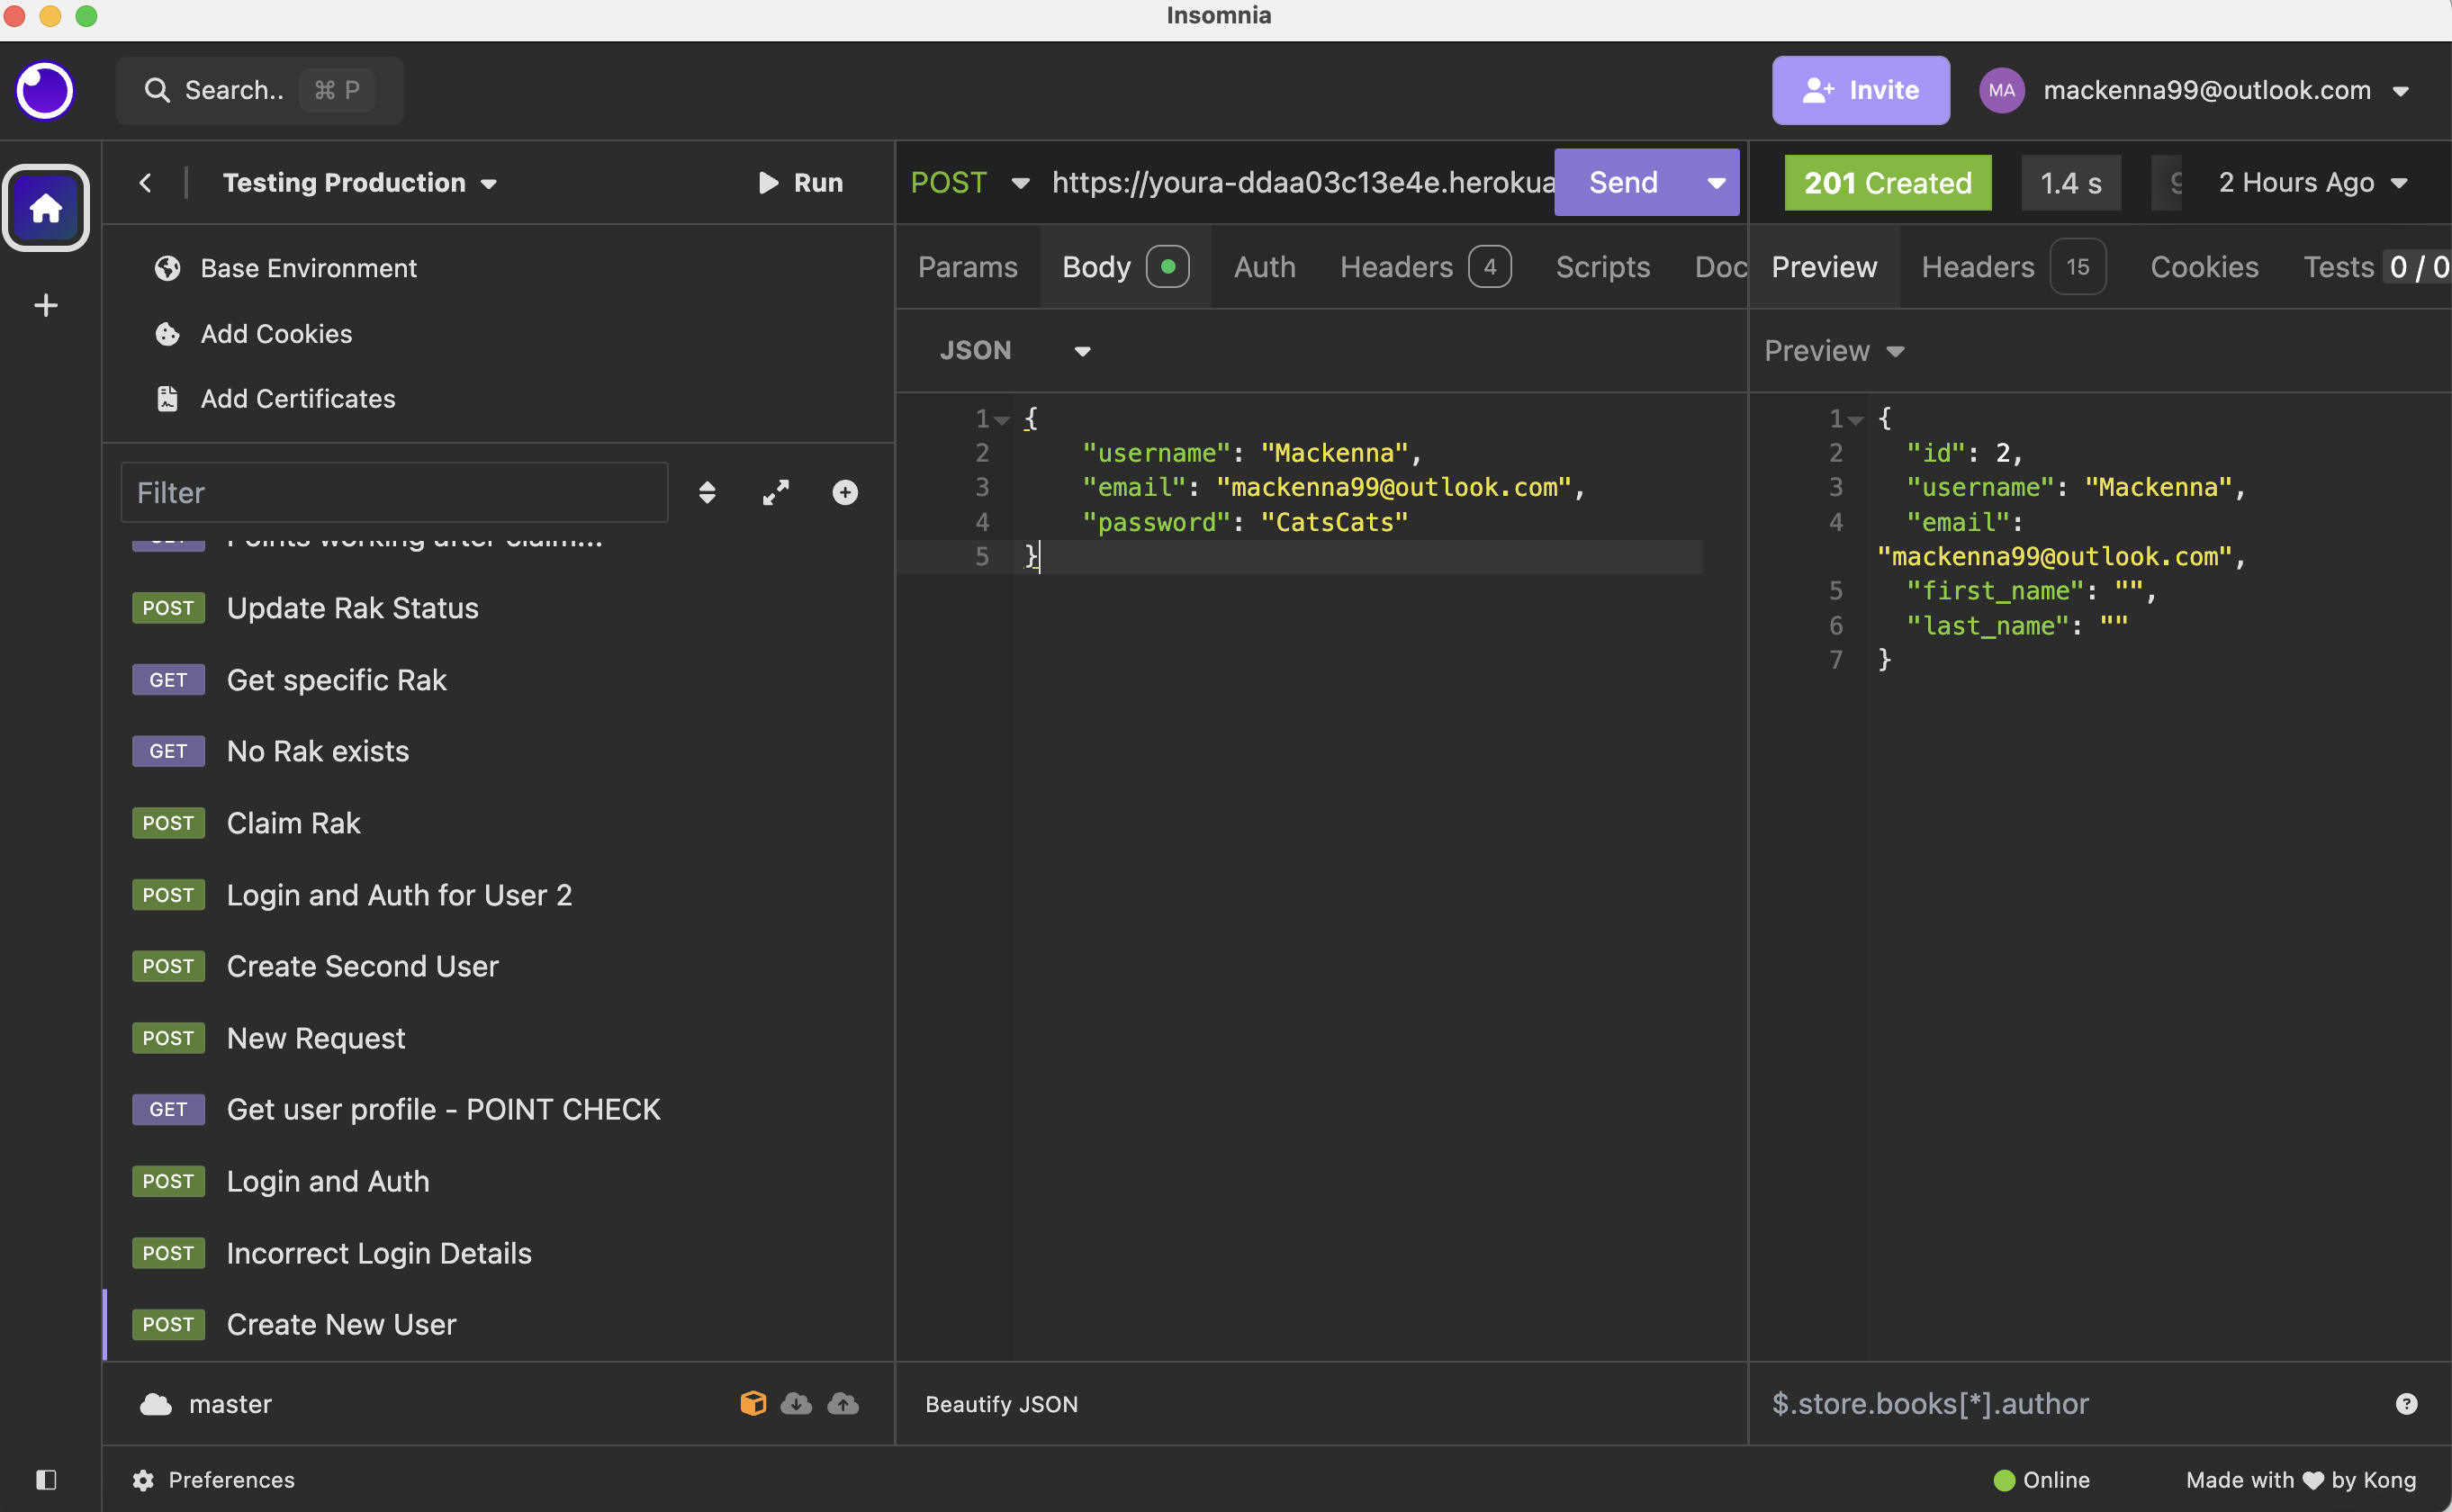 Insomnia
Search.. ⌘ P
Invite
MA
mackenna99@outlook.com
Testing Production
Run
Base Environment
Add Cookies
Add Certificates
Filter
Points working after claim...
POST Update Rak Status
GET Get specific Rak
GET No Rak exists
POST Claim Rak
POST Login and Auth for User 2
POST Create Second User
POST New Request
GET Get user profile - POINT CHECK
POST Login and Auth
POST Incorrect Login Details
POST Create New User
master
Preferences
POST https://youra-ddaa03c13e4e.herokua
Send
Params Body Auth Headers 4 Scripts Doc
JSON
1 {
2 "username": "Mackenna",
3 "email": "mackenna99@outlook.com",
4 "password": "CatsCats"
5 }
Beautify JSON
201 Created 1.4 s 2 Hours Ago
Preview Headers 15 Cookies Tests 0 / 0
Preview
1 {
2 "id": 2,
3 "username": "Mackenna",
4 "email":
"mackenna99@outlook.com",
5 "first_name": "",
6 "last_name": ""
7 }
$.store.books[*].author
?
Online
Made with ♥ by Kong